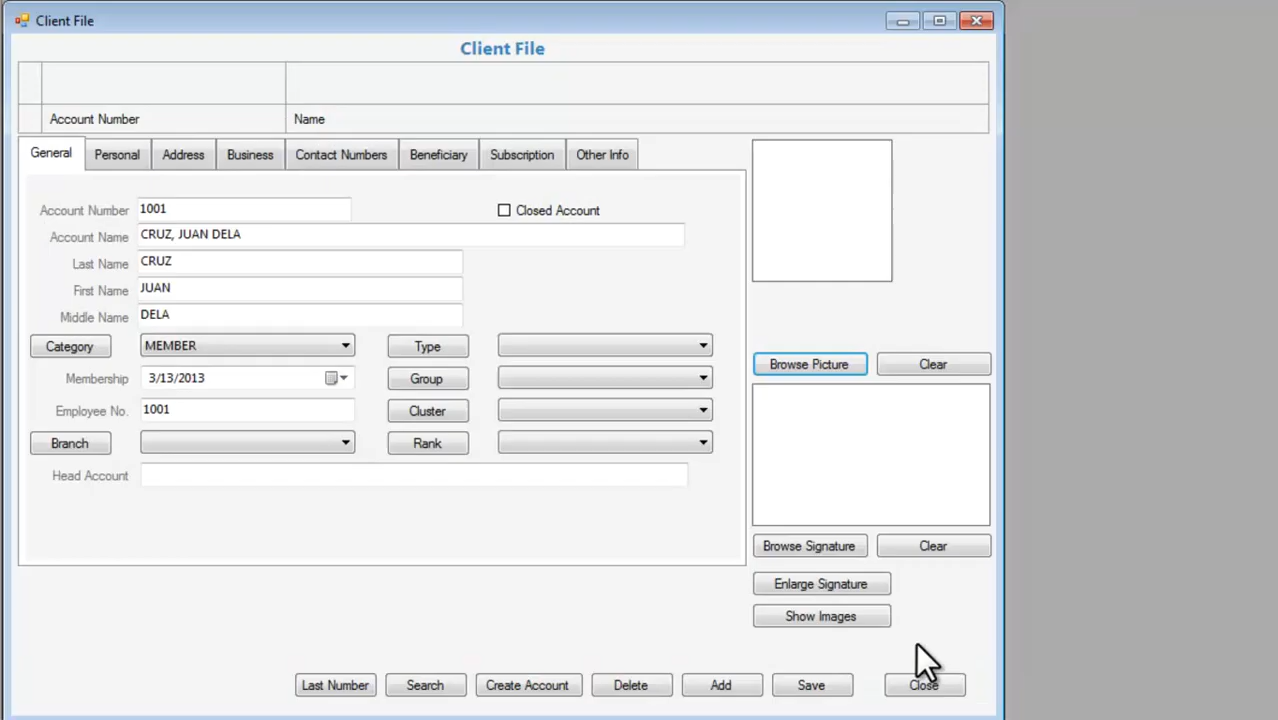 Client File
Client File
Account Number Name
General Personal Address Business Contact Numbers Beneficiary Subscription Other Info
Account Number 1001 Closed Account
Account Name CRUZ, JUAN DELA
Last Name CRUZ
First Name JUAN
Middle Name DELA
Category MEMBER Type
Browse Picture Clear
Membership 3/13/2013 Group
Employee No. 1001 Cluster
Branch Rank
Head Account
Browse Signature Clear
Enlarge Signature
Show Images
Last Number Search Create Account Delete Add Save Close